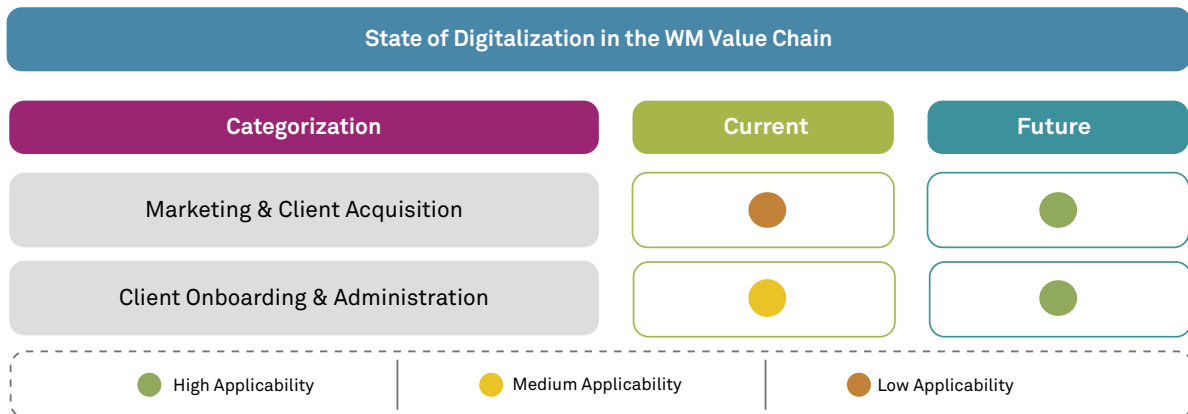 State of Digitalization in the WM Value Chain
Categorization
Current
Future
Marketing & Client Acquisition
Client Onboarding & Administration
High Applicability
Medium Applicability
Low Applicability